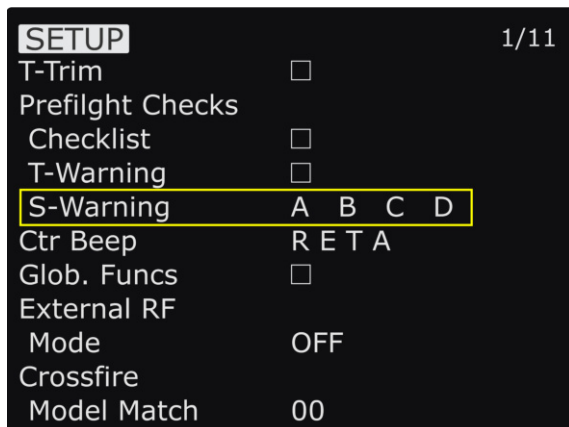 SETUP 1/11
T-Trim
Prefilght Checks
Checklist
T-Warning
S-Warning A B C D
Ctr Beep R E T A
Glob. Funcs
External RF
Mode OFF
Crossfire
Model Match 00